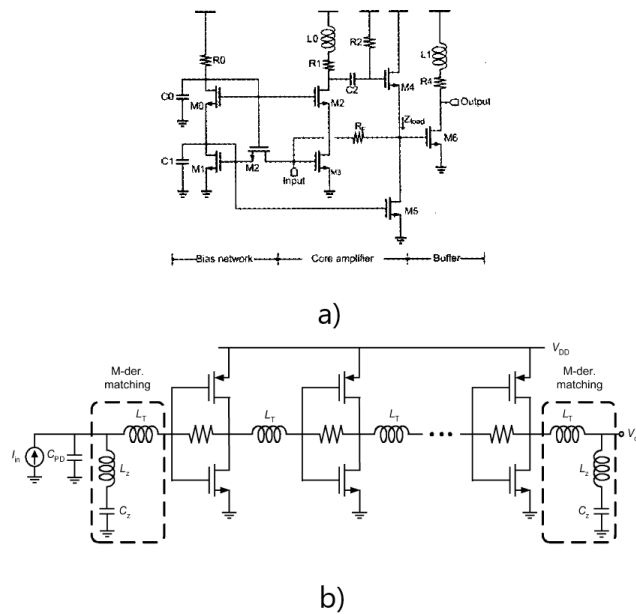 L0
L1
R0
R1
R2
R4
C2
M4
C0
M0
M2
Output
Zload
RF
M6
C1
M1
M2
Input
M3
M5
Bias network
Core amplifier
Buffer
a)
M-der.
matching
VDD
M-der.
matching
LT
LT
LT
LT
Iin
CPD
Lz
Cz
Lz
Cz
b)